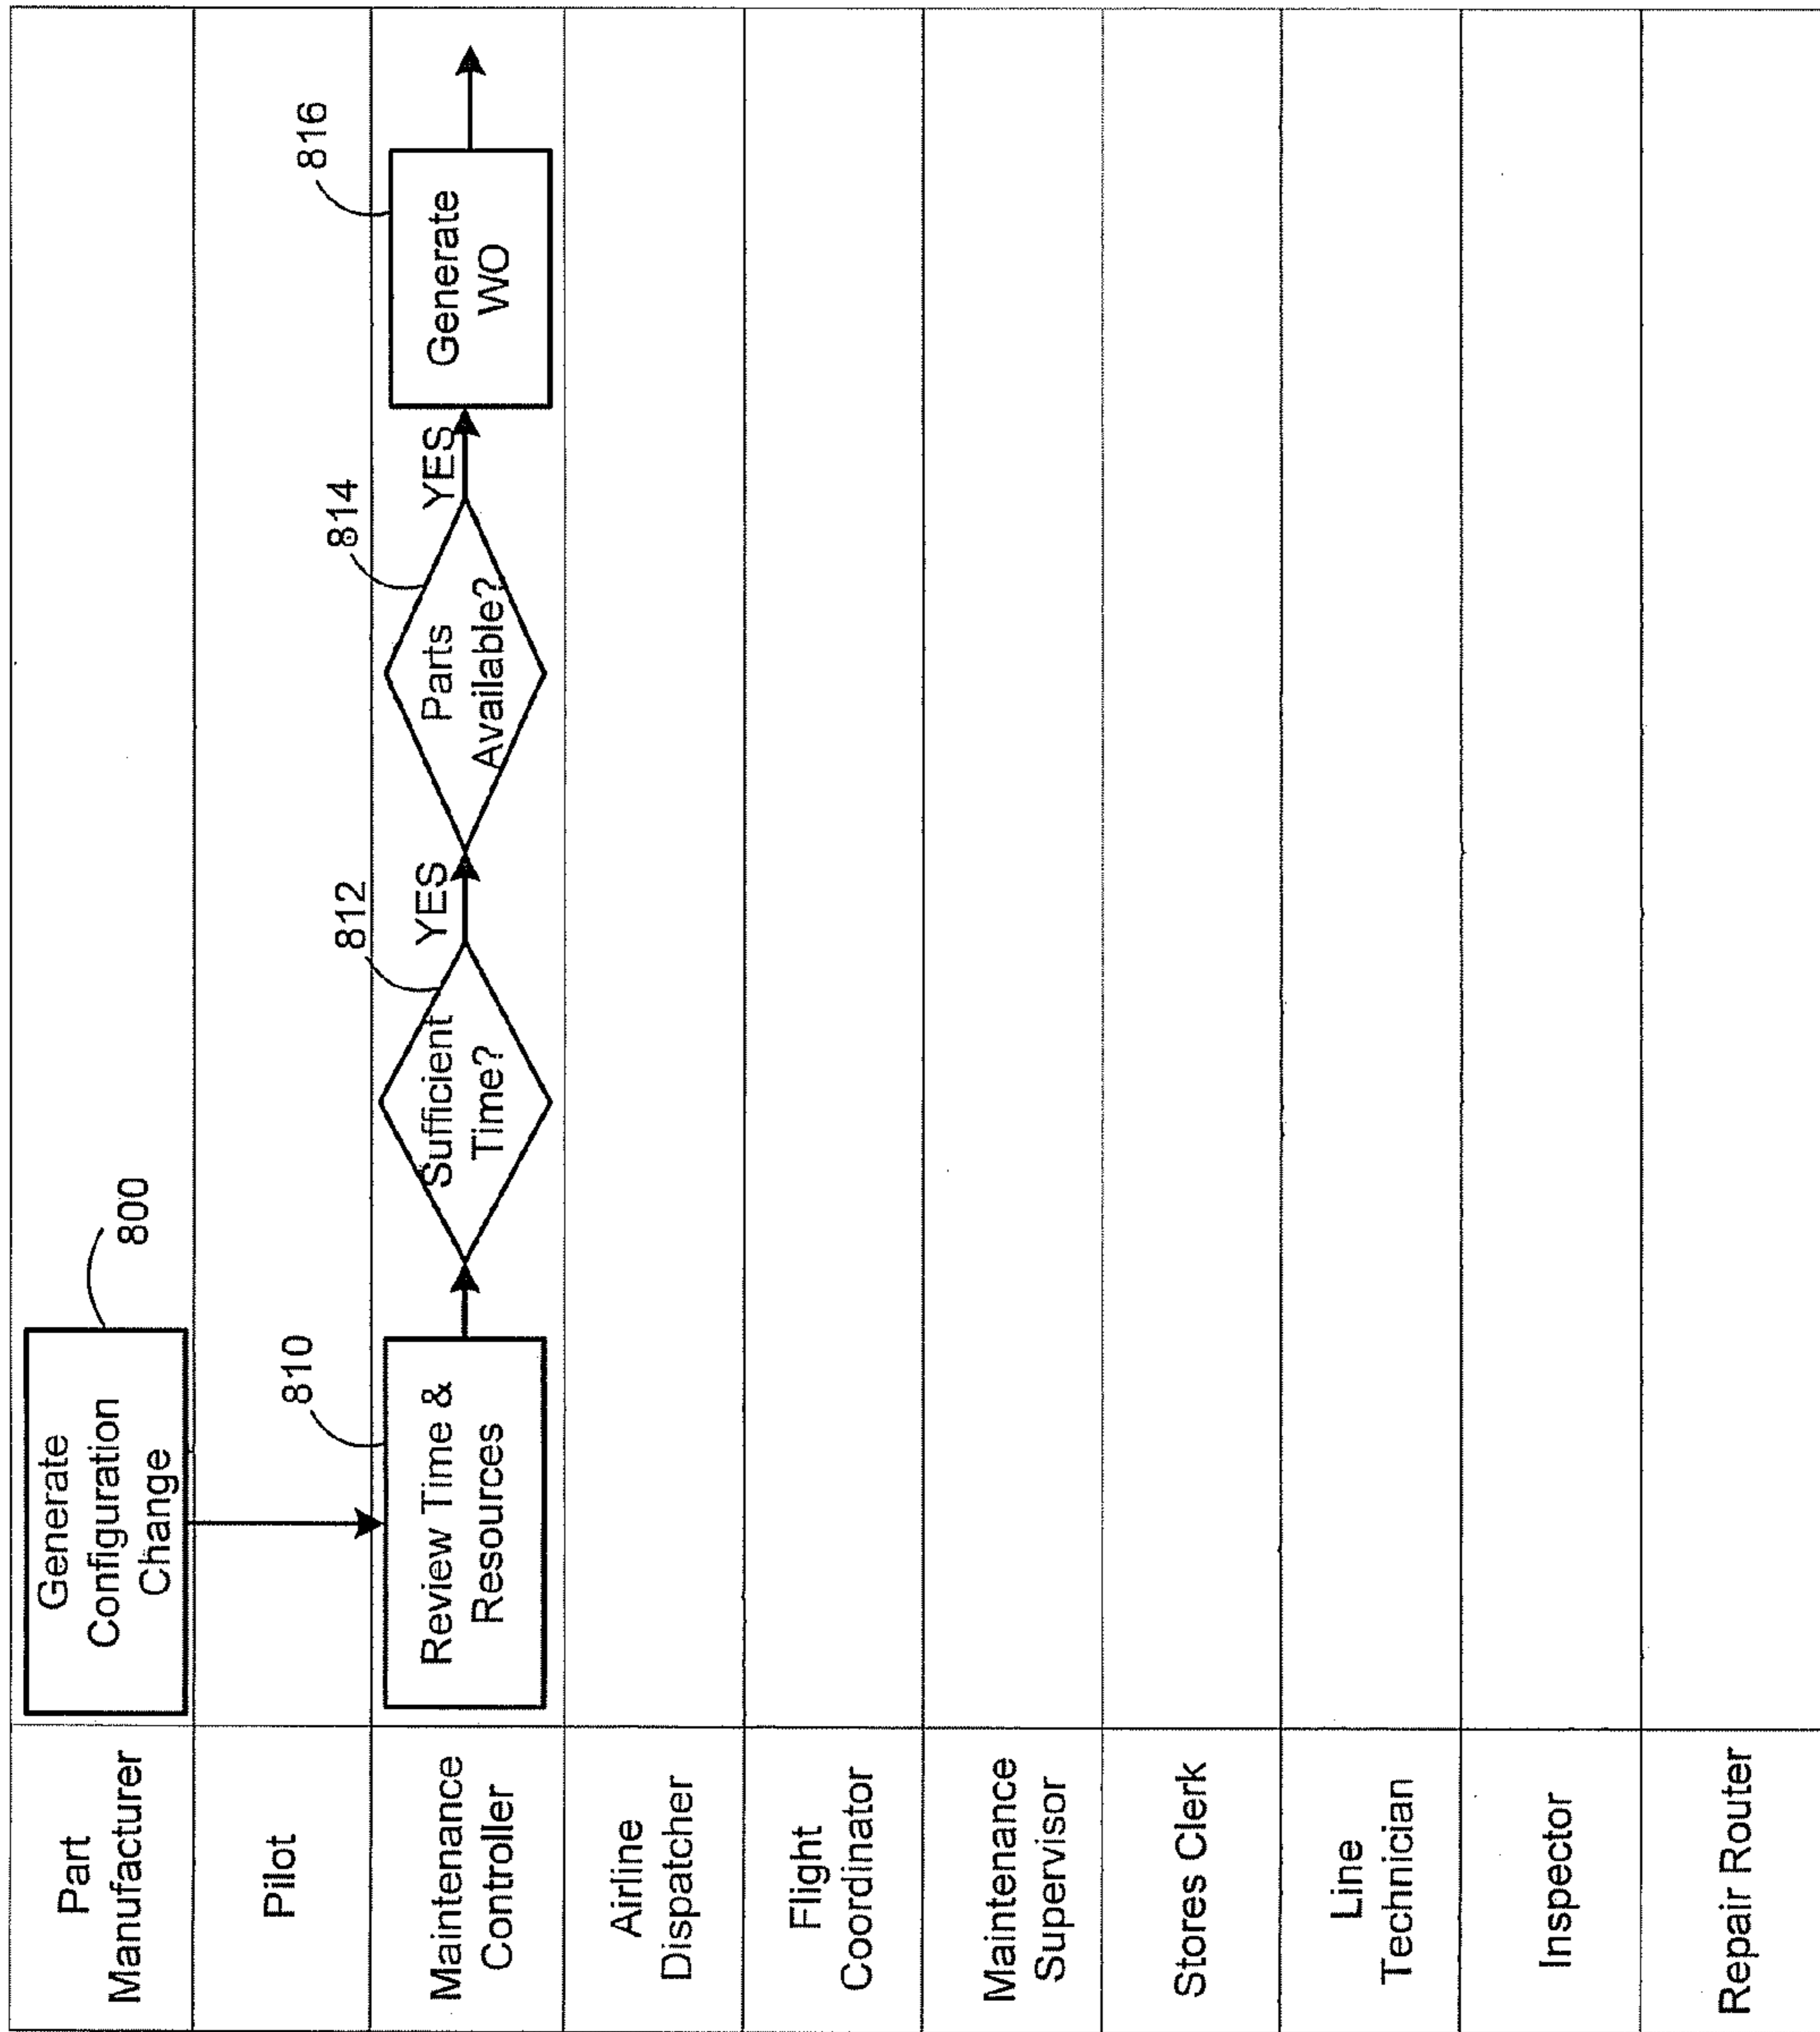 Part
Manufacturer
Generate
Configuration
Change
800
Pilot
Maintenance
Controller
Review Time &
Resources
810
Sufficient
Time?
812
YES
Parts
Available?
814
YES
Generate
WO
816
Airline
Dispatcher
Flight
Coordinator
Maintenance
Supervisor
Stores Clerk
Line
Technician
Inspector
Repair Router